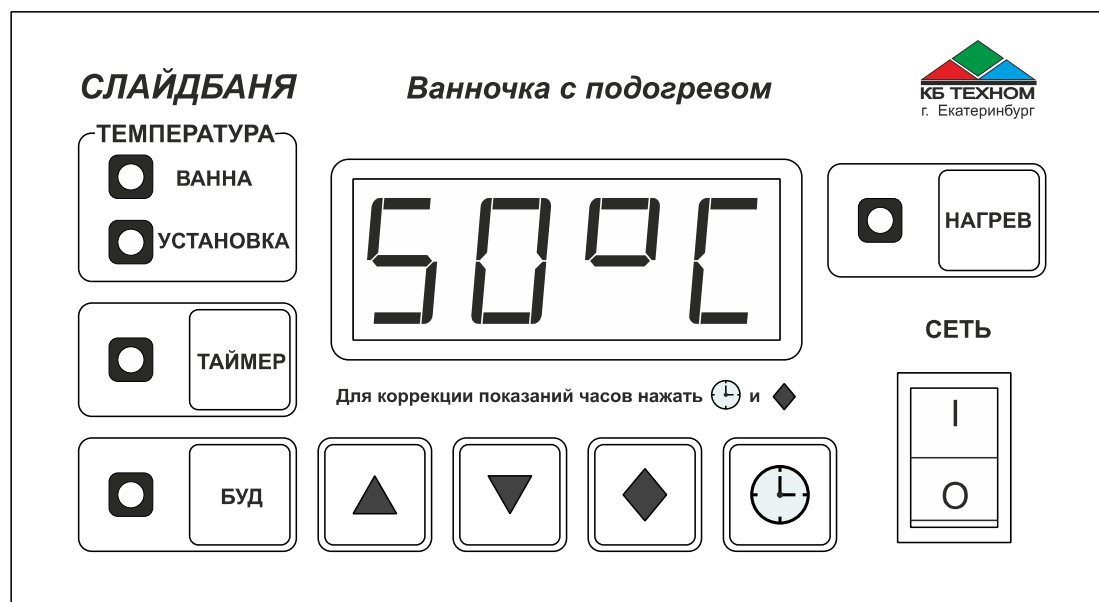 СЛАЙДБАНЯ
Ванночка с подогревом
КБ ТЕХНОМ
г. Екатеринбург
ТЕМПЕРАТУРА
ВАННА
УСТАНОВКА
50°C
НАГРЕВ
СЕТЬ
ТАЙМЕР
Для коррекции показаний часов нажать и
I
O
БУД